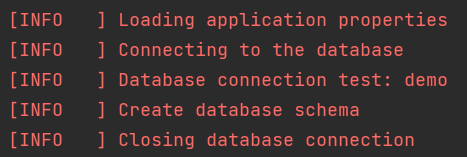 [INFO   ] Loading application properties
[INFO   ] Connecting to the database
[INFO   ] Database connection test: demo
[INFO   ] Create database schema
[INFO   ] Closing database connection